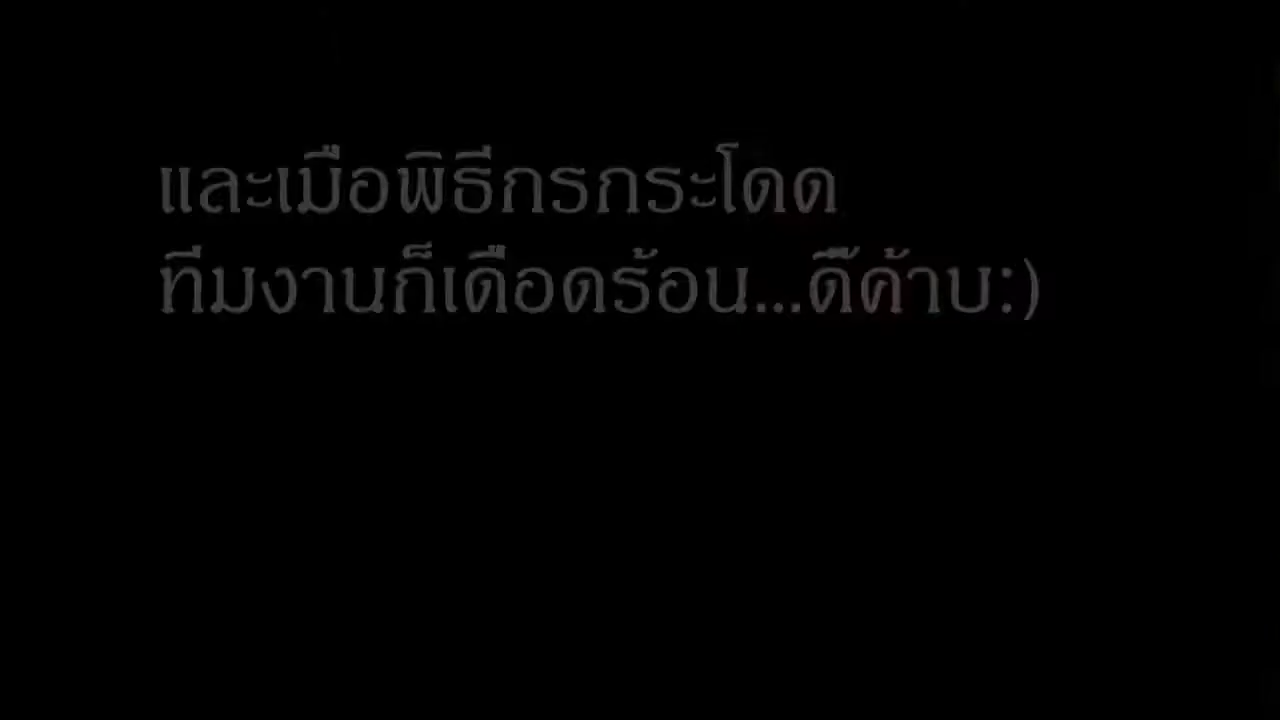 และเมื่อพิธีกรกระโดด
ทีมงานก็เดือดร้อน...ดี๊ค้าบ:)